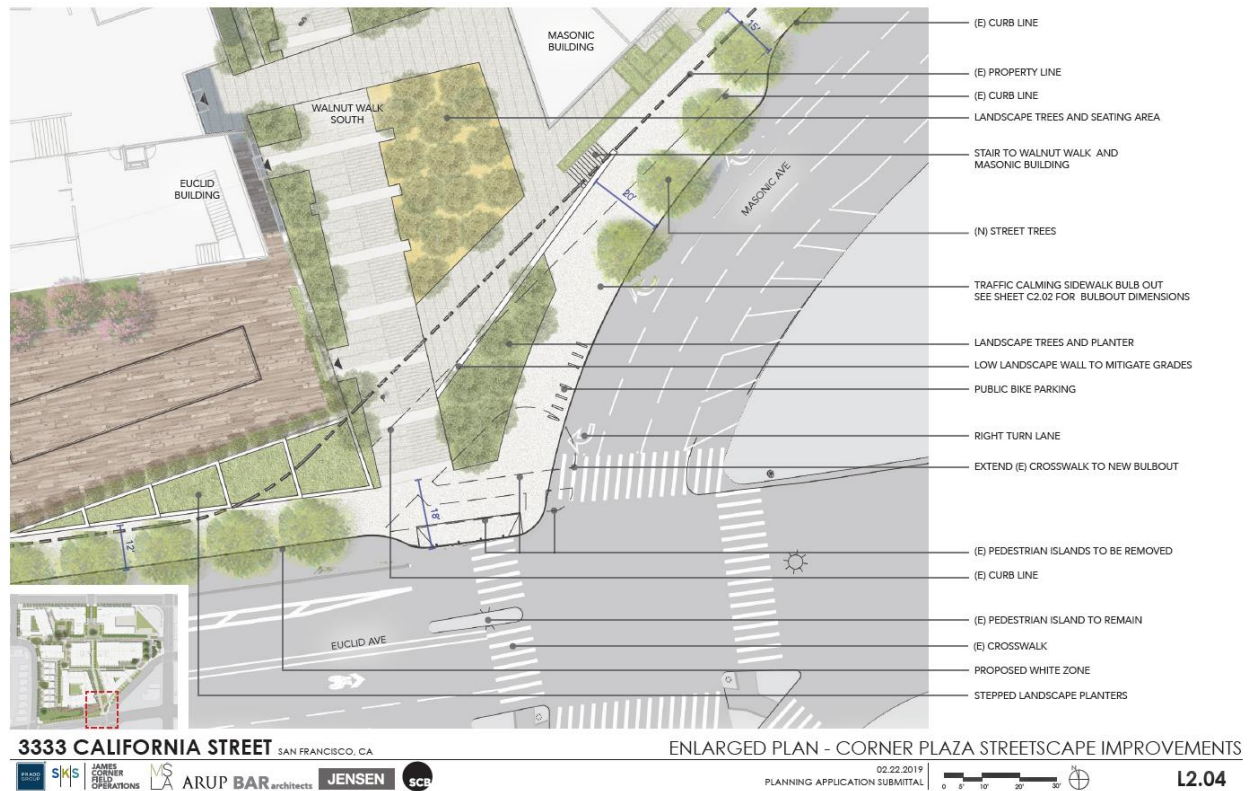 (E) CURB LINE
MASONIC
BUILDING
15'
(E) PROPERTY LINE
(E) CURB LINE
WALNUT WALK
SOUTH
LANDSCAPE TREES AND SEATING AREA
STAIR TO WALNUT WALK AND
MASONIC BUILDING
EUCLID
BUILDING
20'
MASONIC AVE
(N) STREET TREES
TRAFFIC CALMING SIDEWALK BULB OUT
SEE SHEET C2.02 FOR BULBOUT DIMENSIONS
LANDSCAPE TREES AND PLANTER
LOW LANDSCAPE WALL TO MITIGATE GRADES
PUBLIC BIKE PARKING
RIGHT TURN LANE
EXTEND (E) CROSSWALK TO NEW BULBOUT
18'
12'
(E) PEDESTRIAN ISLANDS TO BE REMOVED
(E) CURB LINE
(E) PEDESTRIAN ISLAND TO REMAIN
EUCLID AVE
(E) CROSSWALK
PROPOSED WHITE ZONE
STEPPED LANDSCAPE PLANTERS
3333 CALIFORNIA STREET SAN FRANCISCO, CA
ENLARGED PLAN - CORNER PLAZA STREETSCAPE IMPROVEMENTS
PRADO
GROUP
SKS
JAMES
CORNER
FIELD
OPERATIONS
MS
LA
ARUP
BAR architects
JENSEN
SCB
02.22.2019
PLANNING APPLICATION SUBMITTAL
0 5' 10' 20' 30'
N
L2.04